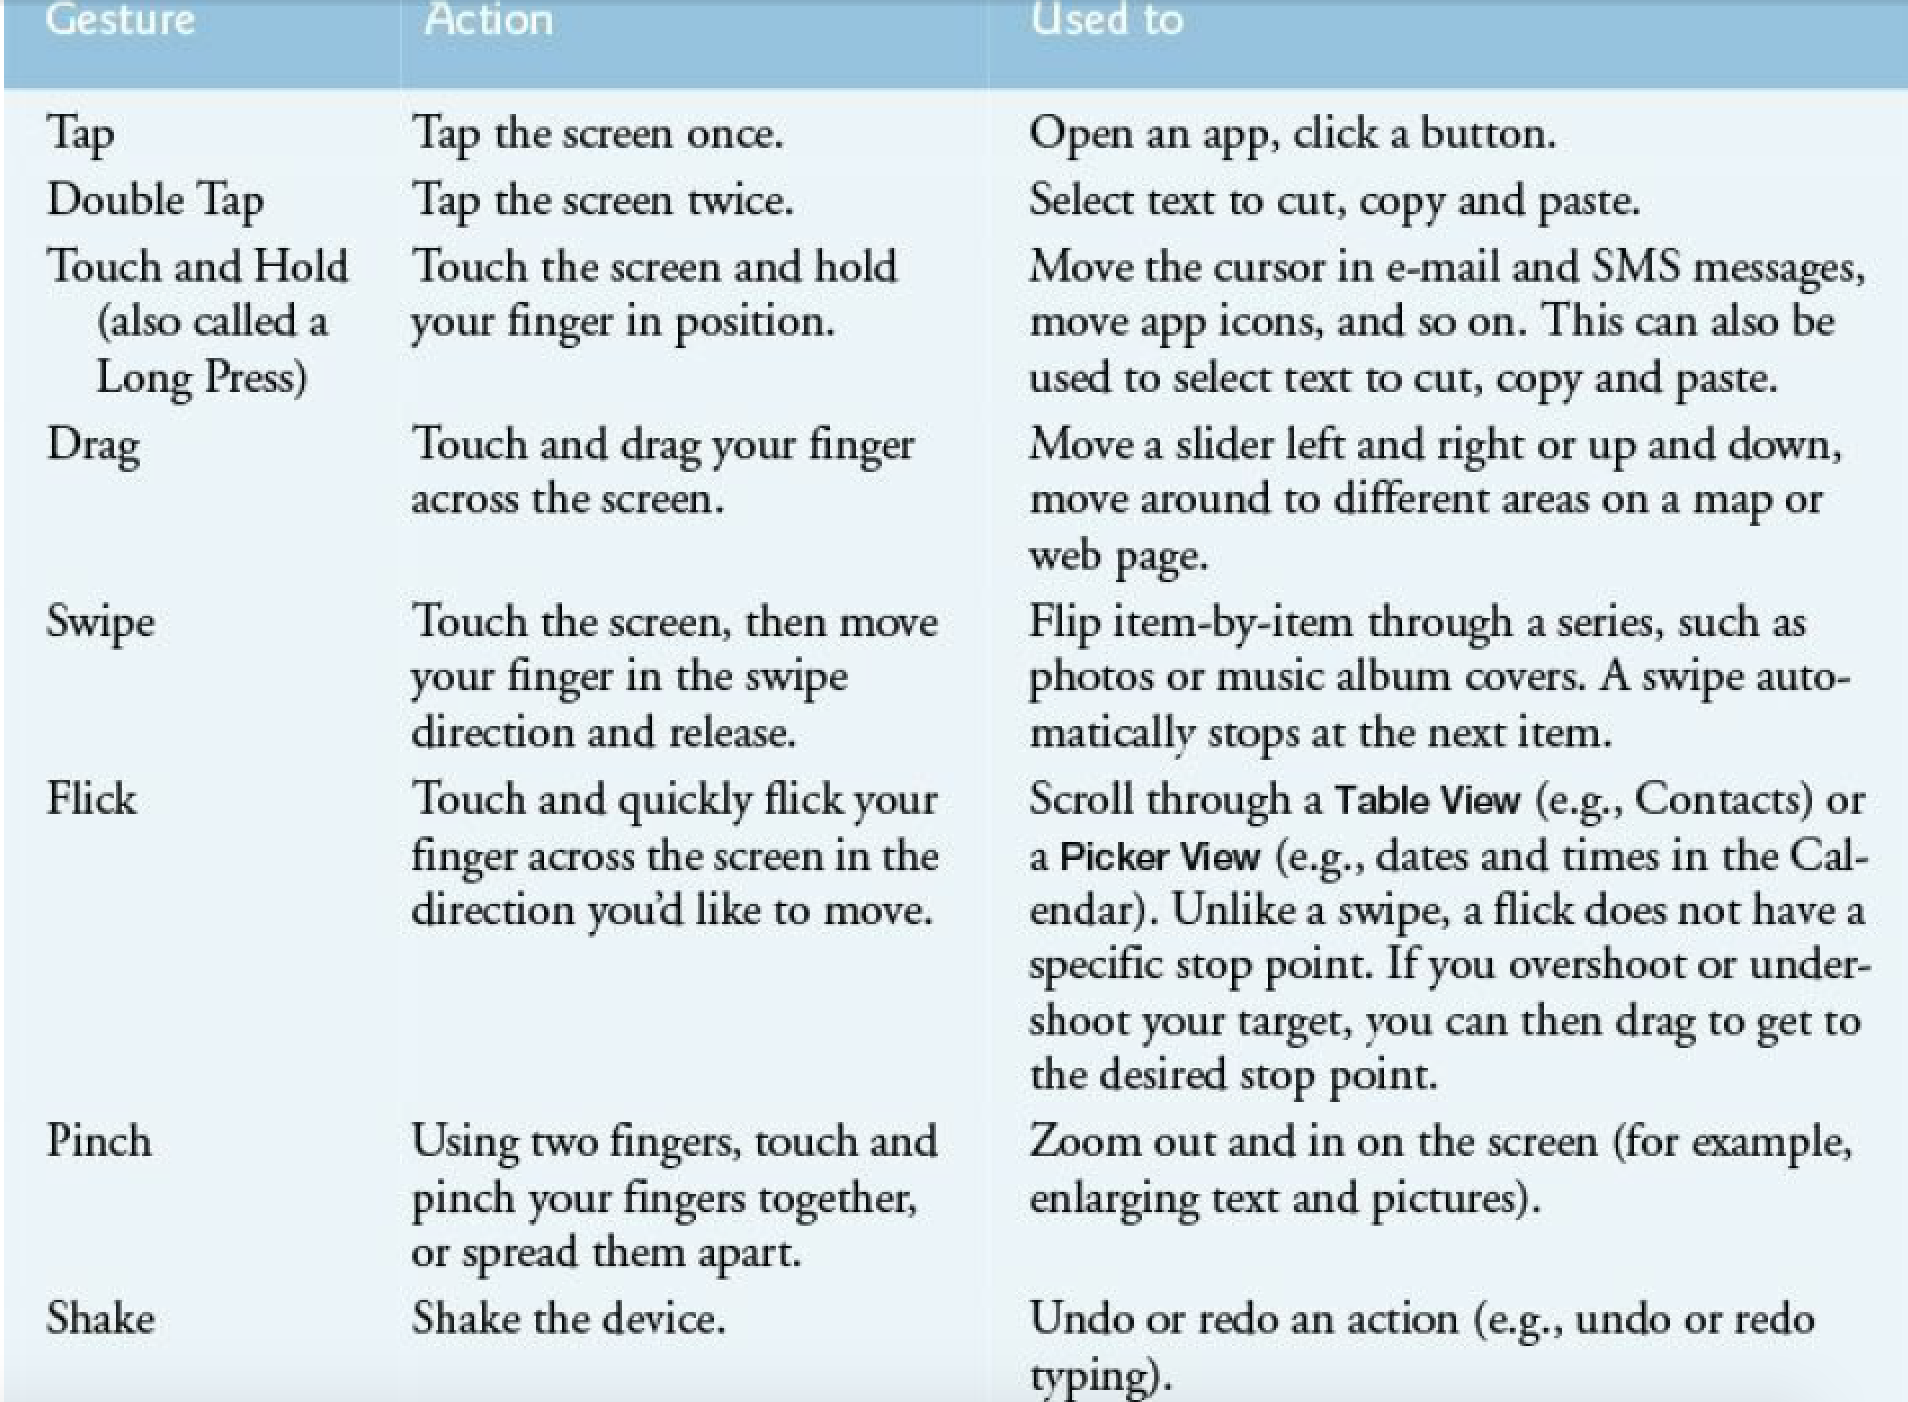 Gesture Action Used to
Tap Tap the screen once. Open an app, click a button.
Double Tap Tap the screen twice. Select text to cut, copy and paste.
Touch and Hold Touch the screen and hold Move the cursor in e-mail and SMS messages,
(also called a your finger in position. move app icons, and so on. This can also be
Long Press) used to select text to cut, copy and paste.
Drag Touch and drag your finger Move a slider left and right or up and down,
across the screen. move around to different areas on a map or
web page.
Swipe Touch the screen, then move Flip item-by-item through a series, such as
your finger in the swipe photos or music album covers. A swipe auto-
direction and release. matically stops at the next item.
Flick Touch and quickly flick your Scroll through a Table View (e.g., Contacts) or
finger across the screen in the a Picker View (e.g., dates and times in the Cal-
direction you'd like to move. endar). Unlike a swipe, a flick does not have a
specific stop point. If you overshoot or under-
shoot your target, you can then drag to get to
the desired stop point.
Pinch Using two fingers, touch and Zoom out and in on the screen (for example,
pinch your fingers together, enlarging text and pictures).
or spread them apart.
Shake Shake the device. Undo or redo an action (e.g., undo or redo
typing).